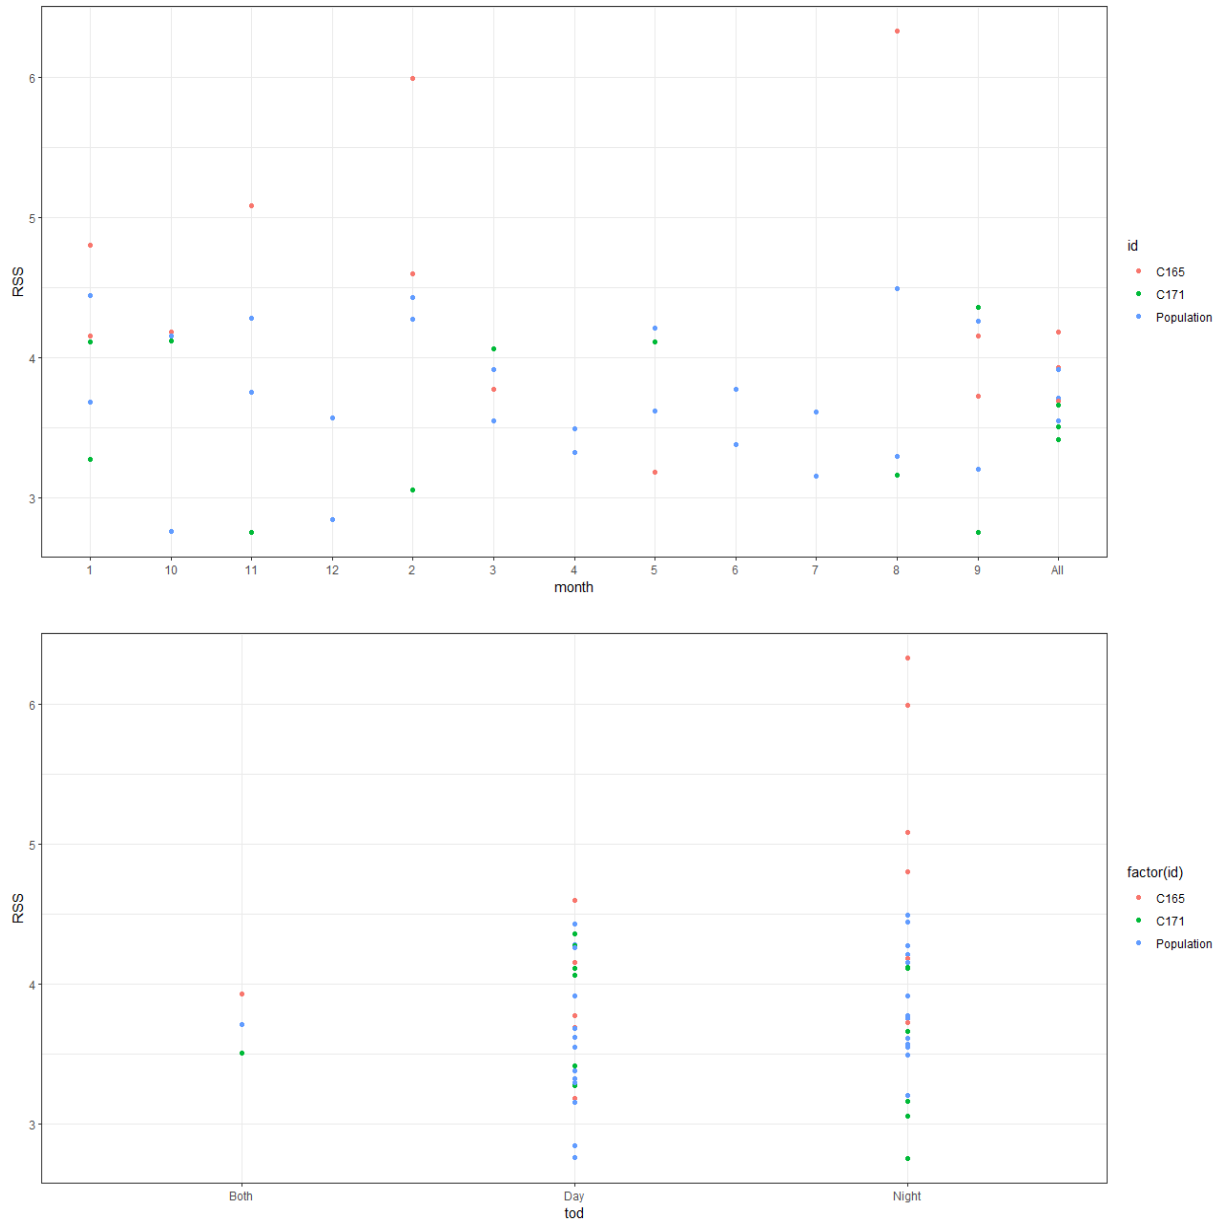 6
5
4
3
RSS
1 10 11 12 2 3 4 5 6 7 8 9 All
month
id
C165
C171
Population
6
5
4
3
RSS
Both Day Night
tod
factor(id)
C165
C171
Population